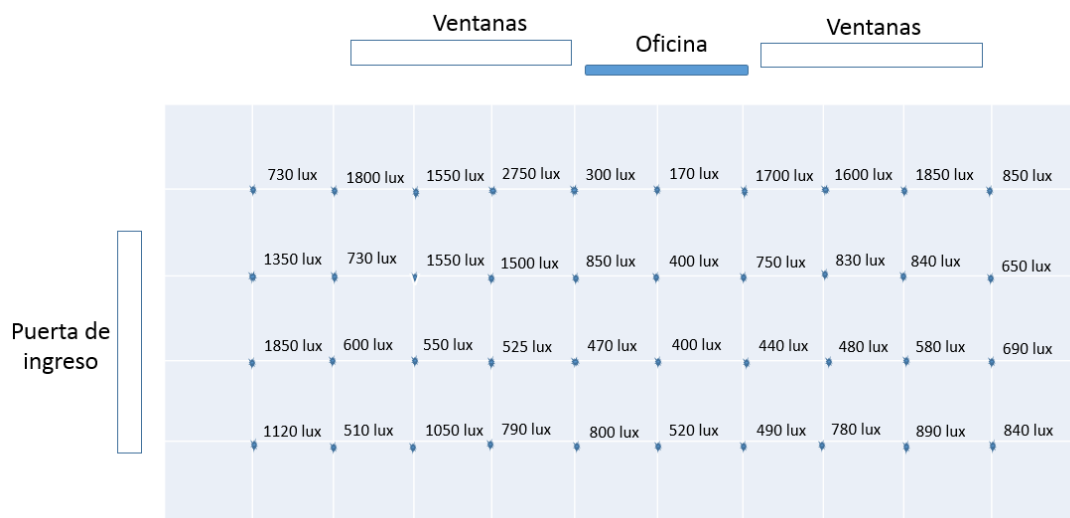 Ventanas
Oficina
Ventanas
730 lux 1800 lux 1550 lux 2750 lux 300 lux 170 lux 1700 lux 1600 lux 1850 lux 850 lux
1350 lux 730 lux 1550 lux 1500 lux 850 lux 400 lux 750 lux 830 lux 840 lux 650 lux
Puerta de
ingreso
1850 lux 600 lux 550 lux 525 lux 470 lux 400 lux 440 lux 480 lux 580 lux 690 lux
1120 lux 510 lux 1050 lux 790 lux 800 lux 520 lux 490 lux 780 lux 890 lux 840 lux